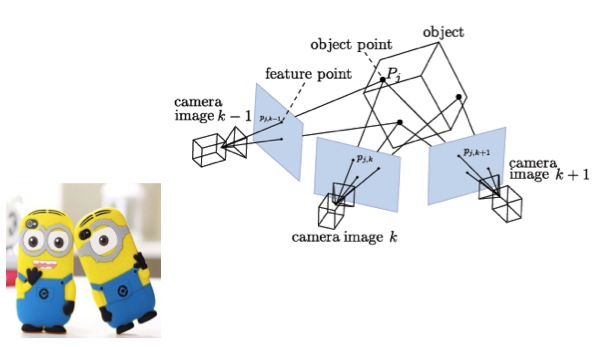 object
object point
P_j
feature point
camera
image k − 1
p_{j,k-1}
p_{j,k}
p_{j,k+1}
camera
image k + 1
camera image k